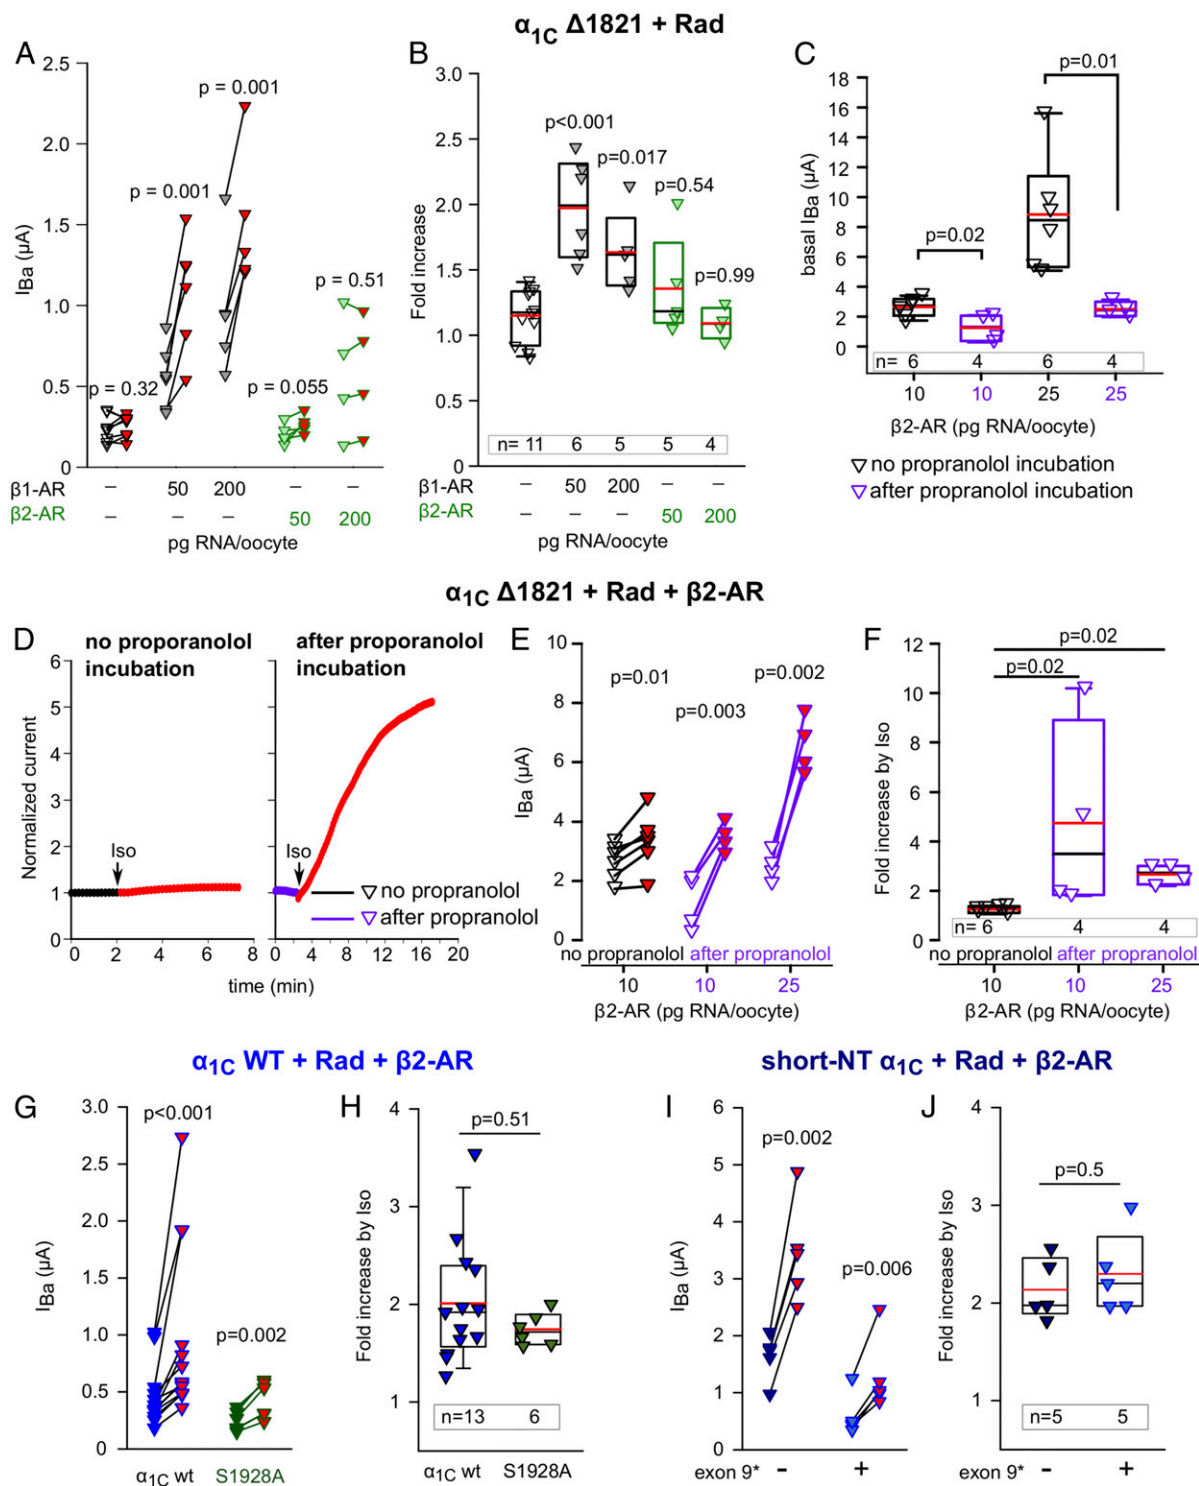 α1C Δ1821 + Rad
A
IBa (μA)
2.5
2.0
1.5
1.0
0.5
0
p = 0.32
p = 0.001
p = 0.001
p = 0.055
p = 0.51
β1-AR – 50 200 – –
β2-AR – – – 50 200
pg RNA/oocyte
B
Fold increase
3.0
2.5
2.0
1.5
1.0
0.5
0
p<0.001
p=0.017
p=0.54
p=0.99
n= 11 6 5 5 4
β1-AR – 50 200 – –
β2-AR – – – 50 200
pg RNA/oocyte
C
basal IBa (μA)
18
16
14
12
10
8
6
4
2
0
p=0.02
p=0.01
n= 6 4 6 4
10 10 25 25
β2-AR (pg RNA/oocyte)
no propranolol incubation
after propranolol incubation
α1C Δ1821 + Rad + β2-AR
D
no proporanolol
incubation
after proporanolol
incubation
Normalized current
6
5
4
3
2
1
0
Iso
Iso
no propranolol
after propranolol
0 2 4 6 8
0 4 8 12 16 20
time (min)
E
IBa (μA)
10
8
6
4
2
0
p=0.01
p=0.003
p=0.002
no propranolol after propranolol
10 10 25
β2-AR (pg RNA/oocyte)
F
Fold increase by Iso
12
10
8
6
4
2
0
p=0.02
p=0.02
n= 6 4 4
no propranolol after propranolol
10 10 25
β2-AR (pg RNA/oocyte)
α1C WT + Rad + β2-AR
G
IBa (μA)
3.0
2.5
2.0
1.5
1.0
0.5
0
p<0.001
p=0.002
α1C wt S1928A
H
Fold increase by Iso
4
3
2
1
p=0.51
n=13 6
α1C wt S1928A
short-NT α1C + Rad + β2-AR
I
IBa (μA)
6
5
4
3
2
1
0
p=0.002
p=0.006
exon 9* - +
J
Fold increase by Iso
4
3
2
1
p=0.5
n=5 5
exon 9* - +